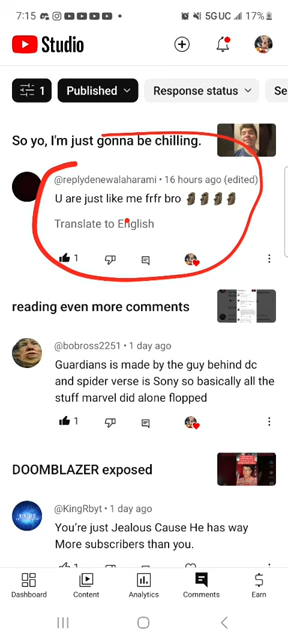 7:15
5GUC
17%
Studio
1
Published
Response status
Se
So yo, I'm just gonna be chilling.
@replydenewalaharami • 16 hours ago (edited)
U are just like me frfr bro 🗿🗿🗿🗿
Translate to English
1
reading even more comments
@bobross2251 • 1 day ago
Guardians is made by the guy behind dc
and spider verse is Sony so basically all the
stuff marvel did alone flopped
1
DOOMBLAZER exposed
@KingRbyt • 1 day ago
You're just Jealous Cause He has way
More subscribers than you.
1
Dashboard
Content
Analytics
Comments
Earn